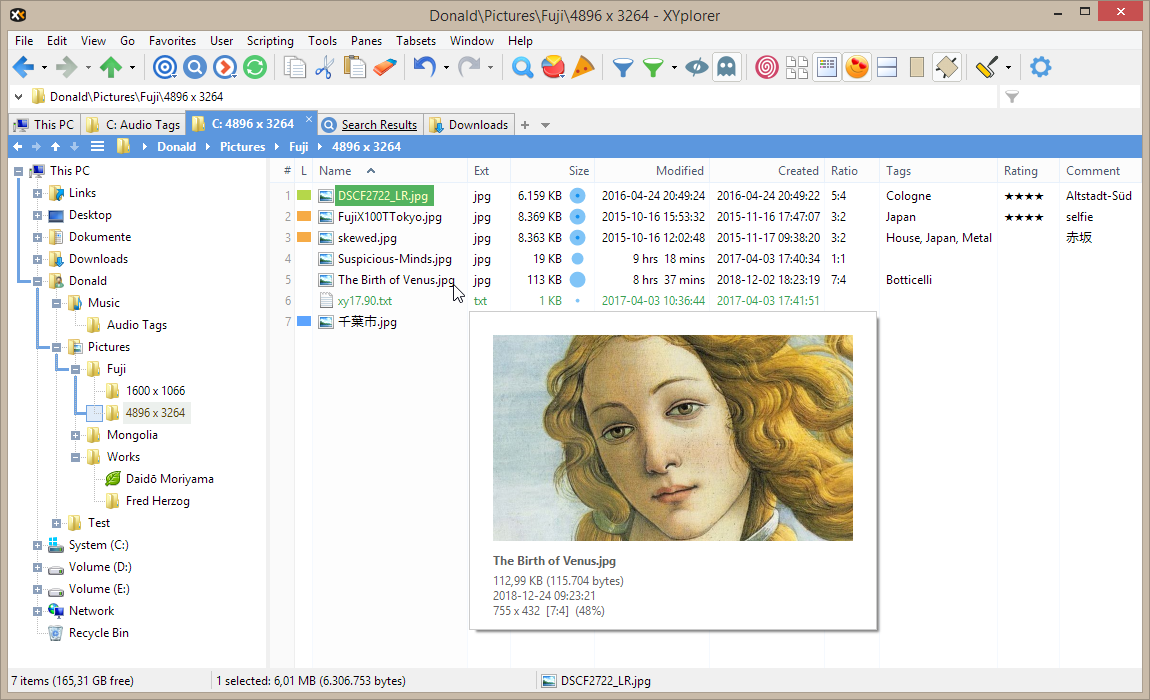 Donald\Pictures\Fuji\4896 x 3264 - XYplorer
File Edit View Go Favorites User Scripting Tools Panes Tabsets Window Help
Donald\Pictures\Fuji\4896 x 3264
This PC C: Audio Tags C: 4896 x 3264 Search Results Downloads
Donald Pictures Fuji 4896 x 3264
This PC
Links
Desktop
Dokumente
Downloads
Donald
Music
Audio Tags
Pictures
Fuji
1600 x 1066
4896 x 3264
Mongolia
Works
Daidō Moriyama
Fred Herzog
Test
System (C:)
Volume (D:)
Volume (E:)
Network
Recycle Bin
# L Name Ext Size Modified Created Ratio Tags Rating Comment
1 DSCF2722_LR.jpg jpg 6.159 KB 2016-04-24 20:49:24 2016-04-24 20:49:22 5:4 Cologne ★★★★ Altstadt-Süd
2 FujiX100TTokyo.jpg jpg 8.369 KB 2015-10-16 15:53:32 2015-11-16 17:47:07 3:2 Japan ★★★★ selfie
3 skewed.jpg jpg 8.363 KB 2015-10-16 12:02:48 2015-11-17 09:38:20 3:2 House, Japan, Metal 赤坂
4 Suspicious-Minds.jpg jpg 19 KB 9 hrs 18 mins 2017-04-03 17:40:34 1:1
5 The Birth of Venus.jpg jpg 113 KB 8 hrs 37 mins 2018-12-02 18:23:19 7:4 Botticelli
6 xy17.90.txt txt 1 KB 2017-04-03 10:36:44 2017-04-03 17:41:51
7 千葉市.jpg
The Birth of Venus.jpg
112,99 KB (115.704 bytes)
2018-12-24 09:23:21
755 x 432 [7:4] (48%)
7 items (165,31 GB free) 1 selected: 6,01 MB (6.306.753 bytes) DSCF2722_LR.jpg